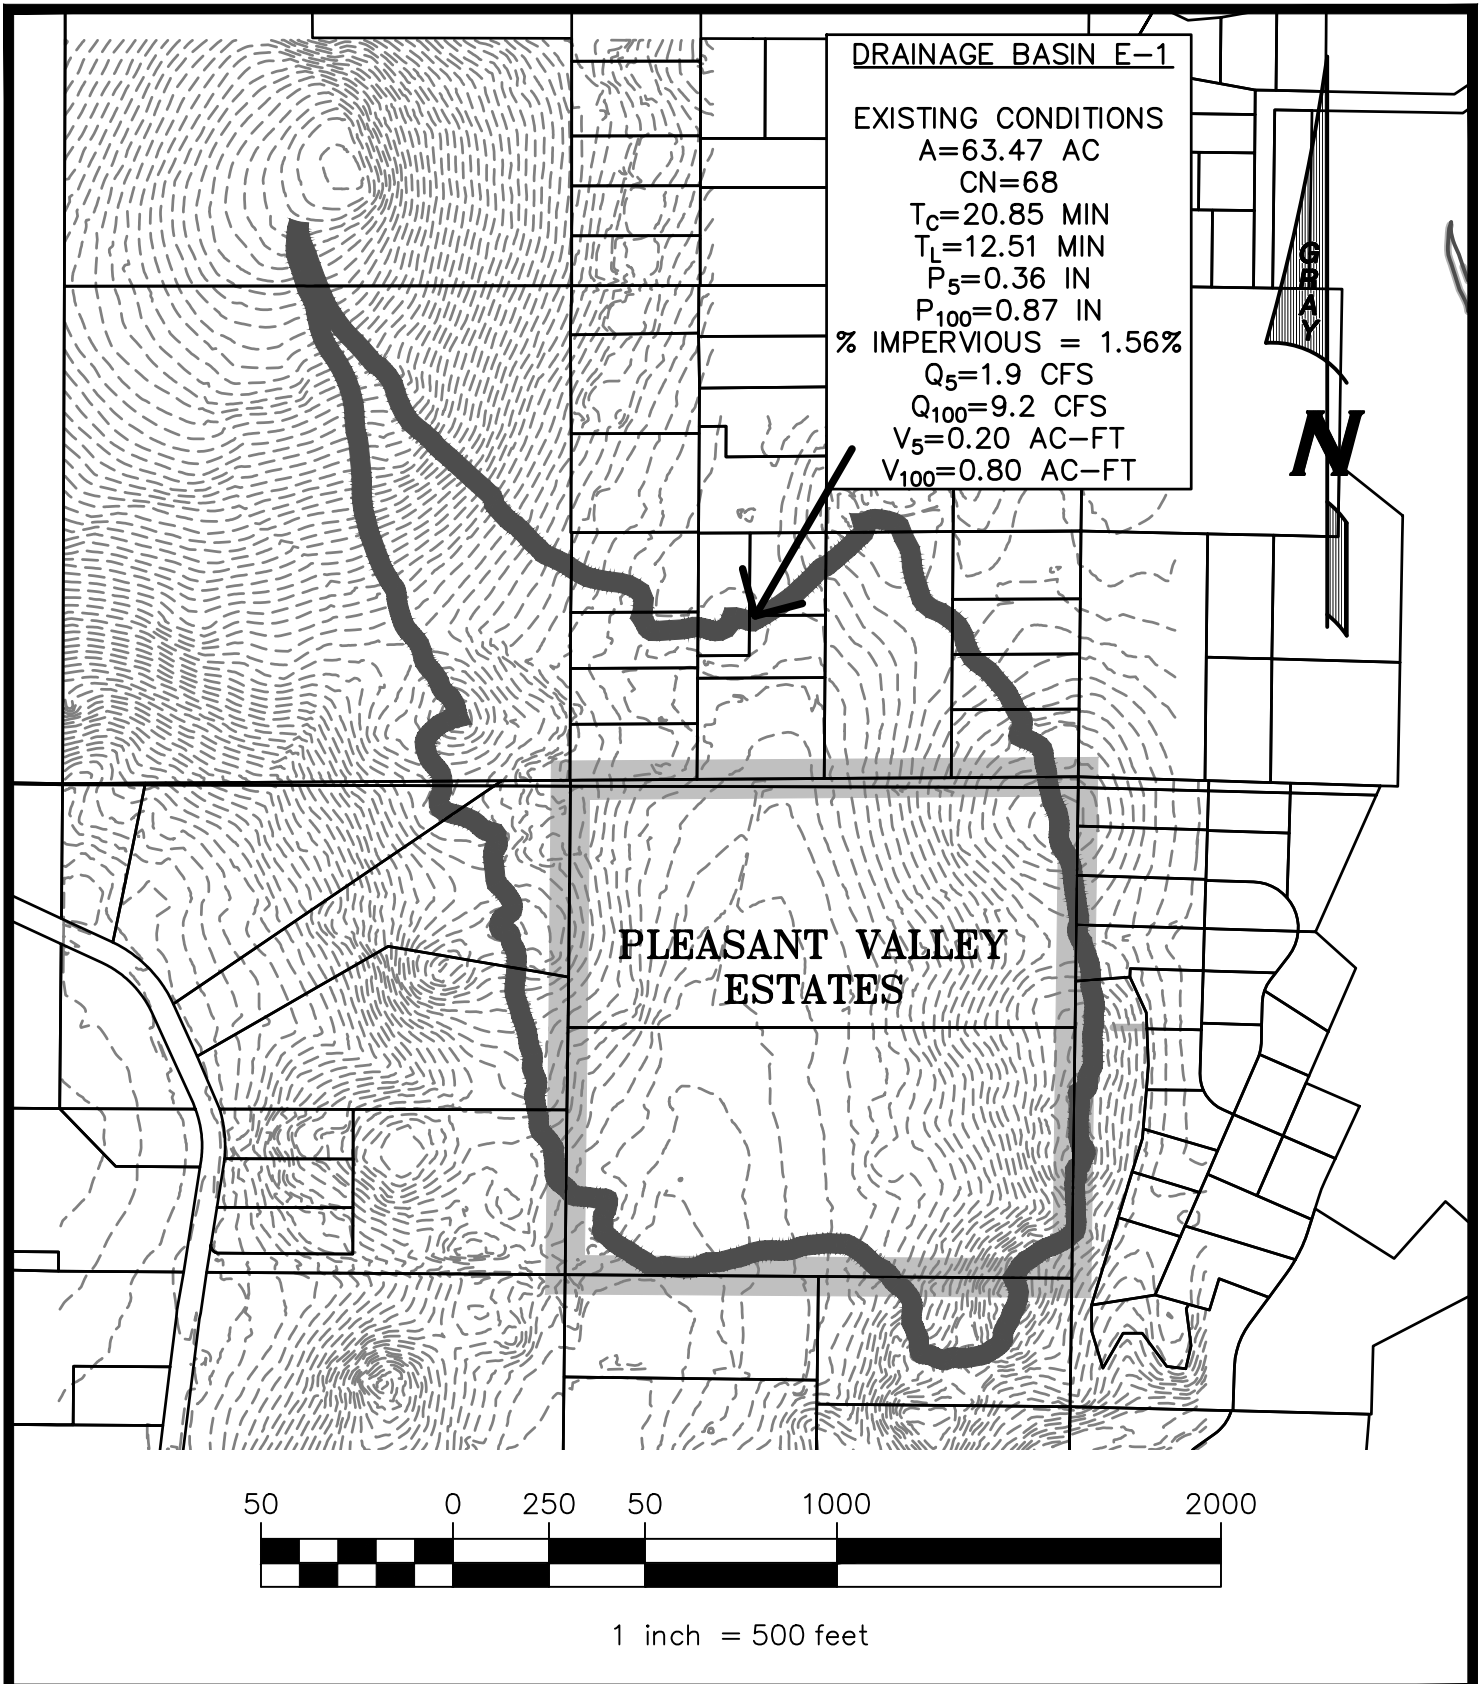 DRAINAGE BASIN E-1
EXISTING CONDITIONS
A=63.47 AC
CN=68
TC=20.85 MIN
TL=12.51 MIN
P5=0.36 IN
P100=0.87 IN
% IMPERVIOUS = 1.56%
Q5=1.9 CFS
Q100=9.2 CFS
V5=0.20 AC-FT
V100=0.80 AC-FT
GRAY
N
PLEASANT VALLEY
ESTATES
50 0 250 50 1000 2000
1 inch = 500 feet